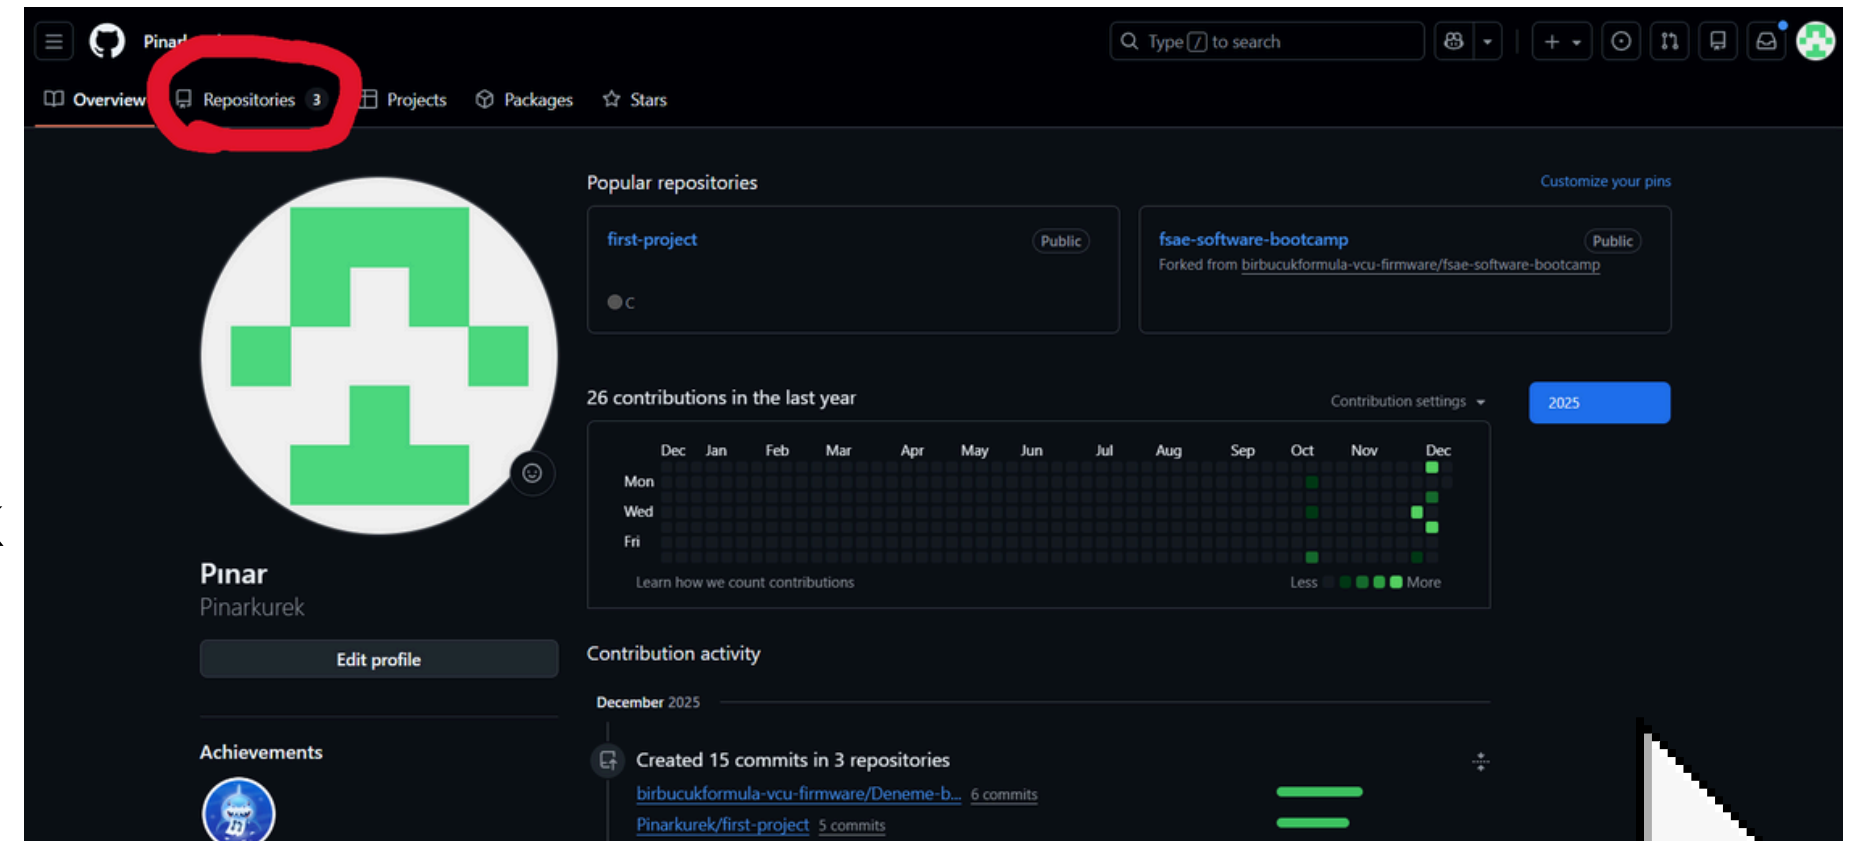 Type / to search
Overview Repositories 3 Projects Packages Stars
Popular repositories
Customize your pins
first-project Public
C
fsae-software-bootcamp Public
Forked from birbucukformula-vcu-firmware/fsae-software-bootcamp
26 contributions in the last year
Contribution settings
2025
Dec Jan Feb Mar Apr May Jun Jul Aug Sep Oct Nov Dec
Mon
Wed
Fri
Learn how we count contributions
Less More
Pınar
Pinarkurek
Edit profile
Achievements
Contribution activity
December 2025
Created 15 commits in 3 repositories
birbucukformula-vcu-firmware/Deneme-b... 6 commits
Pinarkurek/first-project 5 commits